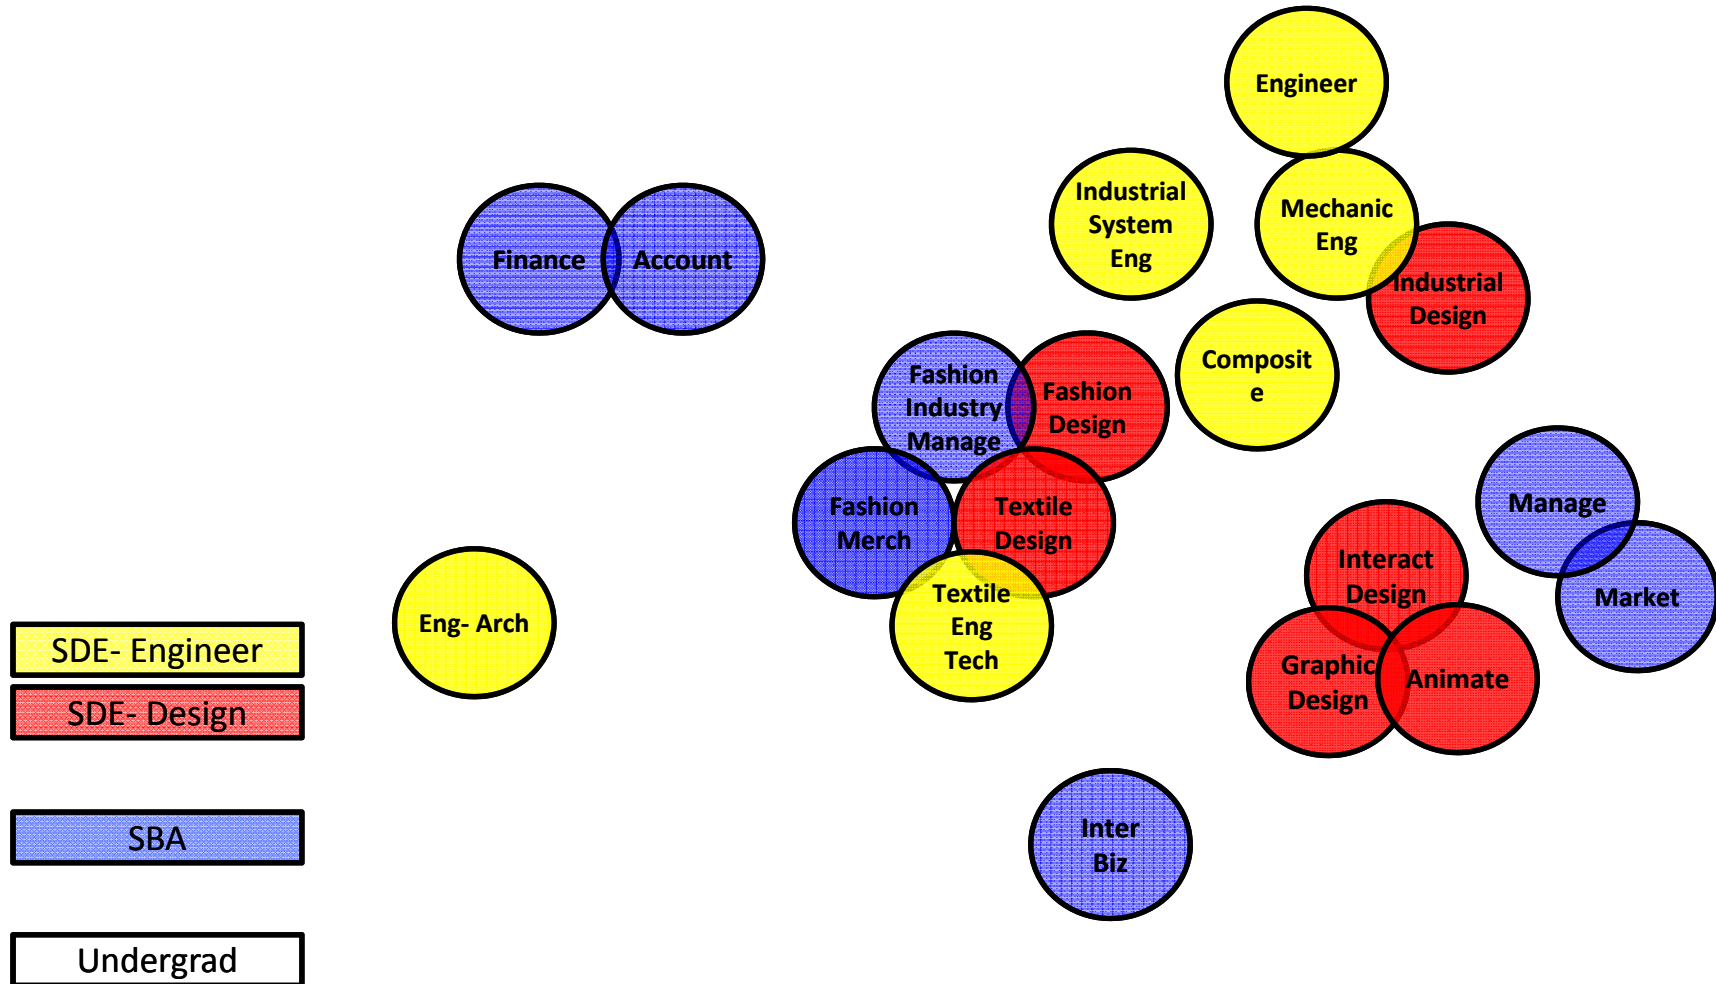 Engineer
Industrial
System
Eng
Mechanic
Eng
Industrial
Design
Finance
Account
Composit
e
Fashion
Industry
Manage
Fashion
Design
Fashion
Merch
Textile
Design
Textile
Eng
Tech
Manage
Market
Interact
Design
Graphic
Design
Animate
Eng- Arch
Inter
Biz
SDE- Engineer
SDE- Design
SBA
Undergrad